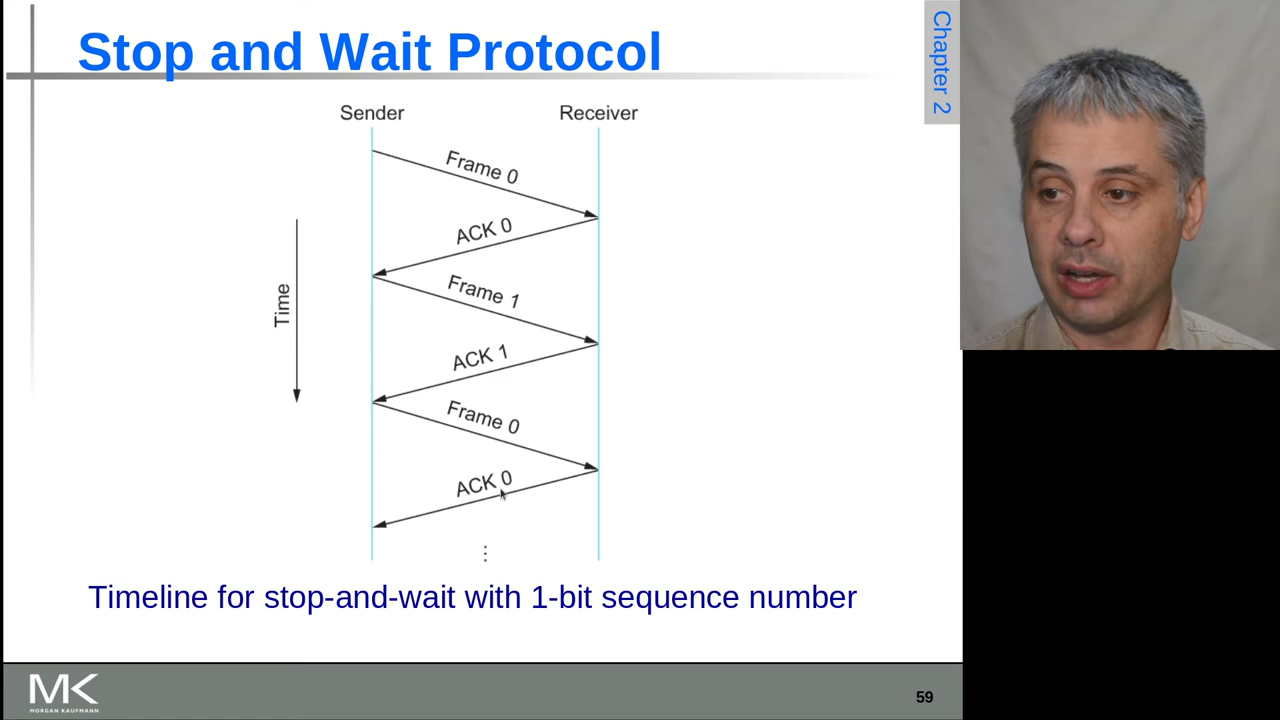 Stop and Wait Protocol
Chapter 2
Sender
Receiver
Frame 0
ACK 0
Frame 1
Time
ACK 1
Frame 0
ACK 0
Timeline for stop-and-wait with 1-bit sequence number
MK
MORGAN KAUFMANN
59